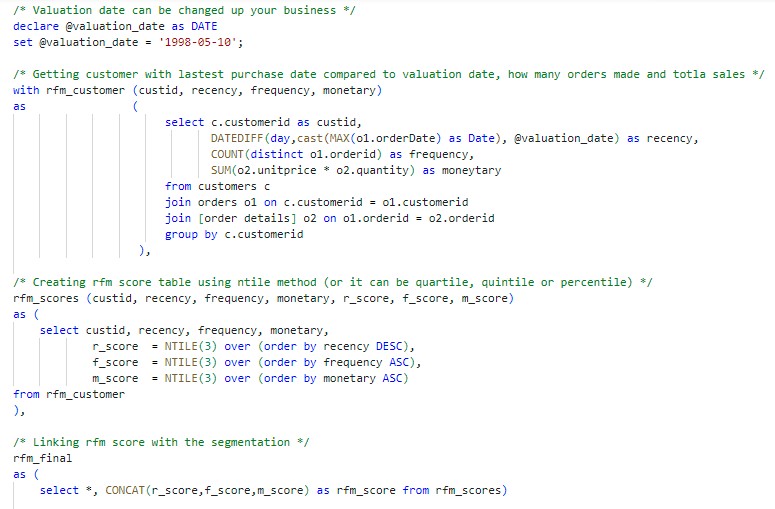 /* Valuation date can be changed up your business */
declare @valuation_date as DATE
set @valuation_date = '1998-05-10';
/* Getting customer with lastest purchase date compared to valuation date, how many orders made and totla sales */
with rfm_customer (custid, recency, frequency, monetary)
as (
select c.customerid as custid,
DATEDIFF(day,cast(MAX(o1.orderDate) as Date), @valuation_date) as recency,
COUNT(distinct o1.orderid) as frequency,
SUM(o2.unitprice * o2.quantity) as moneytary
from customers c
join orders o1 on c.customerid = o1.customerid
join [order details] o2 on o1.orderid = o2.orderid
group by c.customerid
),
/* Creating rfm score table using ntile method (or it can be quartile, quintile or percentile) */
rfm_scores (custid, recency, frequency, monetary, r_score, f_score, m_score)
as (
select custid, recency, frequency, monetary,
r_score = NTILE(3) over (order by recency DESC),
f_score = NTILE(3) over (order by frequency ASC),
m_score = NTILE(3) over (order by monetary ASC)
from rfm_customer
),
/* Linking rfm score with the segmentation */
rfm_final
as (
select *, CONCAT(r_score,f_score,m_score) as rfm_score from rfm_scores)